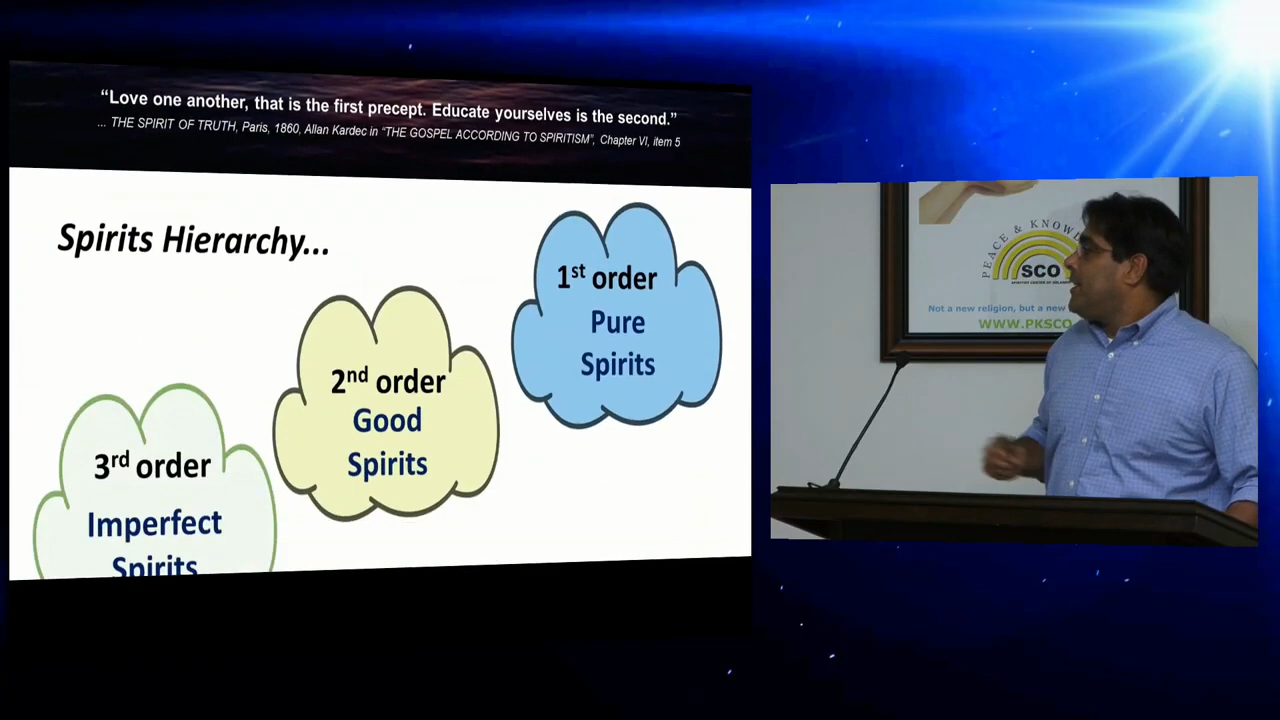 “Love one another, that is the first precept. Educate yourselves is the second.”
... THE SPIRIT OF TRUTH, Paris, 1860, Allan Kardec in “THE GOSPEL ACCORDING TO SPIRITISM”, Chapter VI, item 5
Spirits Hierarchy...
1st order
Pure
Spirits
2nd order
Good
Spirits
3rd order
Imperfect
Spirits
PEACE & KNOWL
SCO
Not a new religion, but a new
WWW.PKSCO